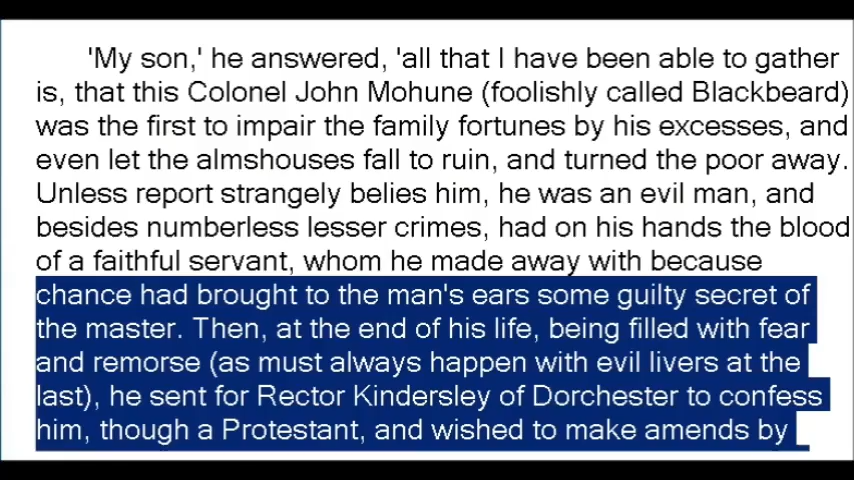 'My son,' he answered, 'all that I have been able to gather
is, that this Colonel John Mohune (foolishly called Blackbeard)
was the first to impair the family fortunes by his excesses, and
even let the almshouses fall to ruin, and turned the poor away.
Unless report strangely belies him, he was an evil man, and
besides numberless lesser crimes, had on his hands the blood
of a faithful servant, whom he made away with because
chance had brought to the man's ears some guilty secret of
the master. Then, at the end of his life, being filled with fear
and remorse (as must always happen with evil livers at the
last), he sent for Rector Kindersley of Dorchester to confess
him, though a Protestant, and wished to make amends by